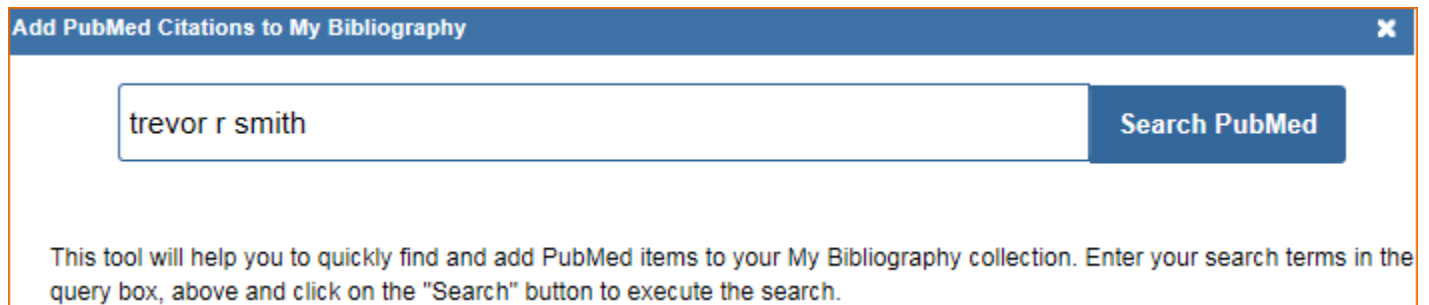 Add PubMed Citations to My Bibliography
trevor r smith
Search PubMed
This tool will help you to quickly find and add PubMed items to your My Bibliography collection. Enter your search terms in the
query box, above and click on the "Search" button to execute the search.